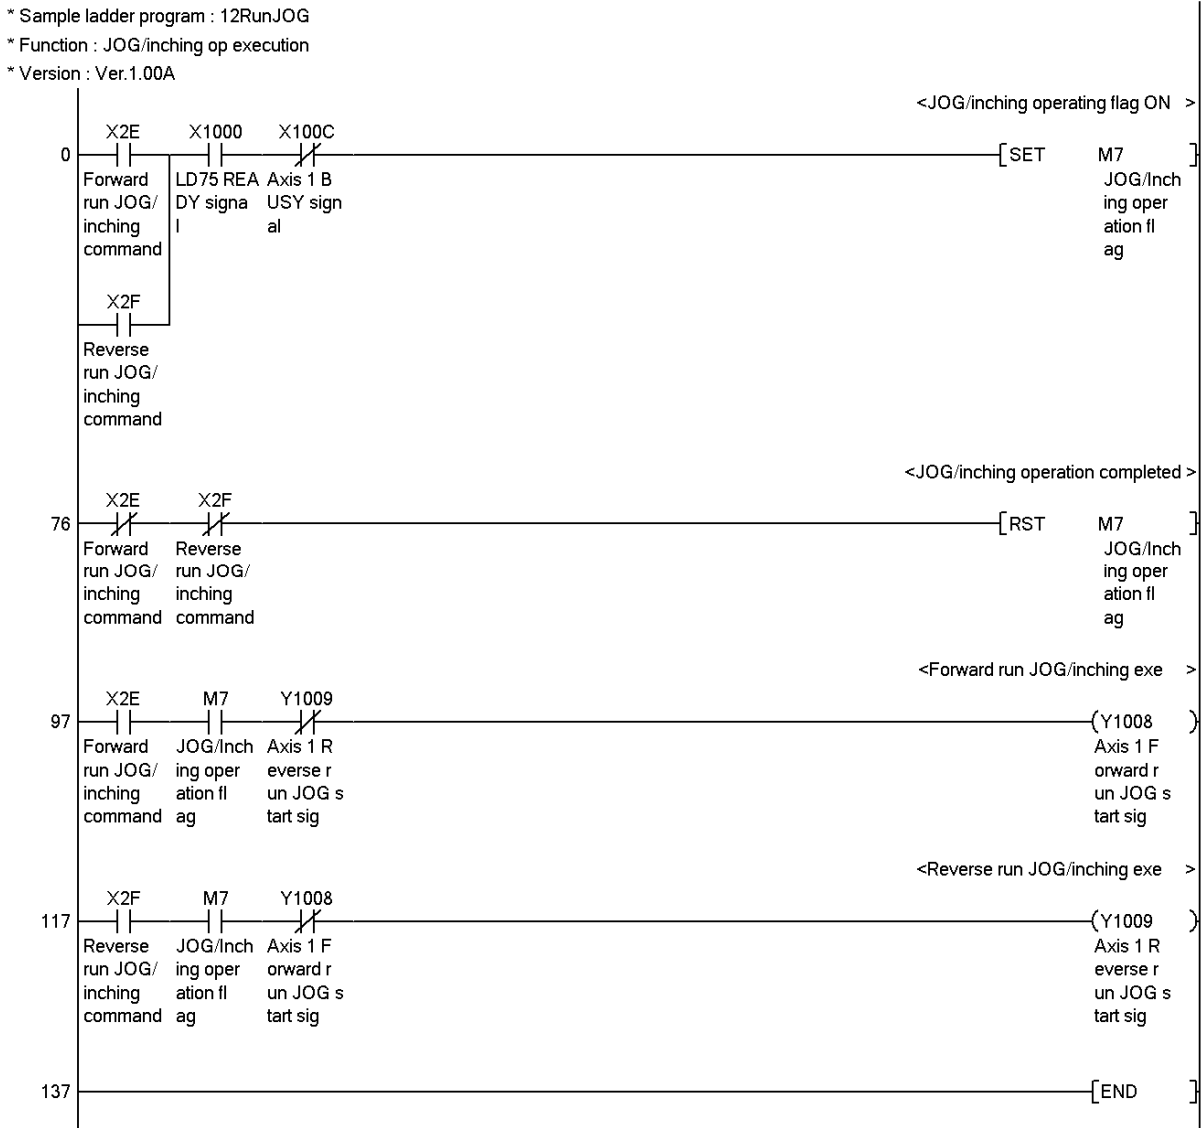 * Sample ladder program : 12RunJOG
* Function : JOG/inching op execution
* Version : Ver.1.00A
<JOG/inching operating flag ON >
X2E X1000 X100C
0 SET M7
Forward LD75 REA Axis 1 B JOG/Inch
run JOG/ DY signa USY sign ing oper
inching l al ation fl
command ag
X2F
Reverse
run JOG/
inching
command
<JOG/inching operation completed >
X2E X2F
76 RST M7
Forward Reverse JOG/Inch
run JOG/ run JOG/ ing oper
inching inching ation fl
command command ag
<Forward run JOG/inching exe >
X2E M7 Y1009
97 Y1008
Forward JOG/Inch Axis 1 R Axis 1 F
run JOG/ ing oper everse r orward r
inching ation fl un JOG s un JOG s
command ag tart sig tart sig
<Reverse run JOG/inching exe >
X2F M7 Y1008
117 Y1009
Reverse JOG/Inch Axis 1 F Axis 1 R
run JOG/ ing oper orward r everse r
inching ation fl un JOG s un JOG s
command ag tart sig tart sig
137 END